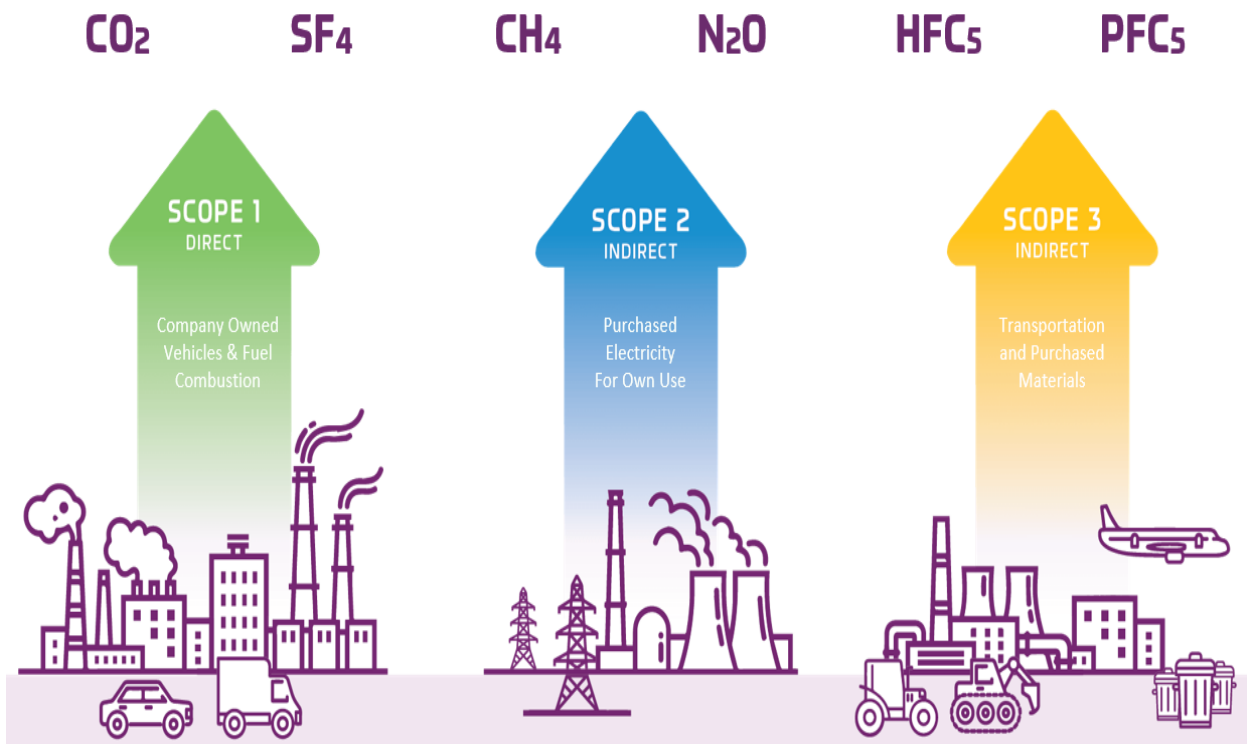 CO₂ SF₄ CH₄ N₂O HFC₅ PFC₅
SCOPE 1
DIRECT
Company Owned
Vehicles & Fuel
Combustion
SCOPE 2
INDIRECT
Purchased
Electricity
For Own Use
SCOPE 3
INDIRECT
Transportation
and Purchased
Materials